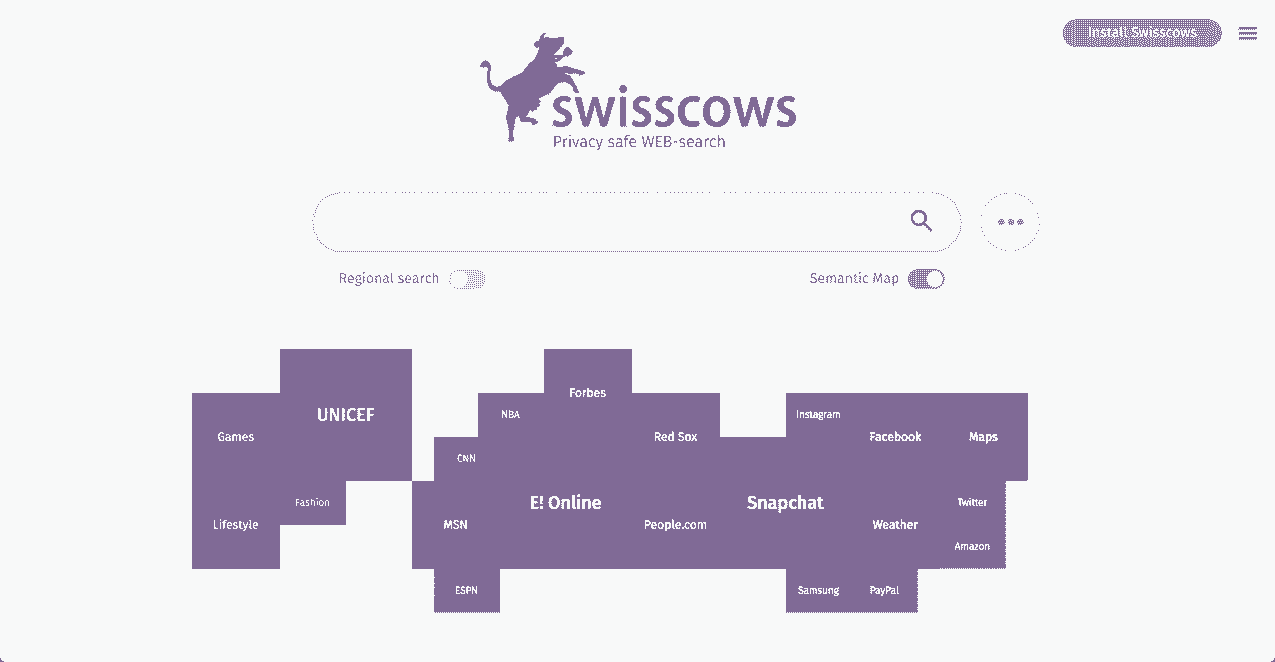 Install Swisscows
swisscows
Privacy safe WEB-search
Regional search
Semantic Map
Forbes
UNICEF
NBA
Instagram
Games
Red Sox
Facebook
Maps
CNN
Fashion
E! Online
Snapchat
Twitter
Lifestyle
MSN
People.com
Weather
Amazon
ESPN
Samsung
PayPal